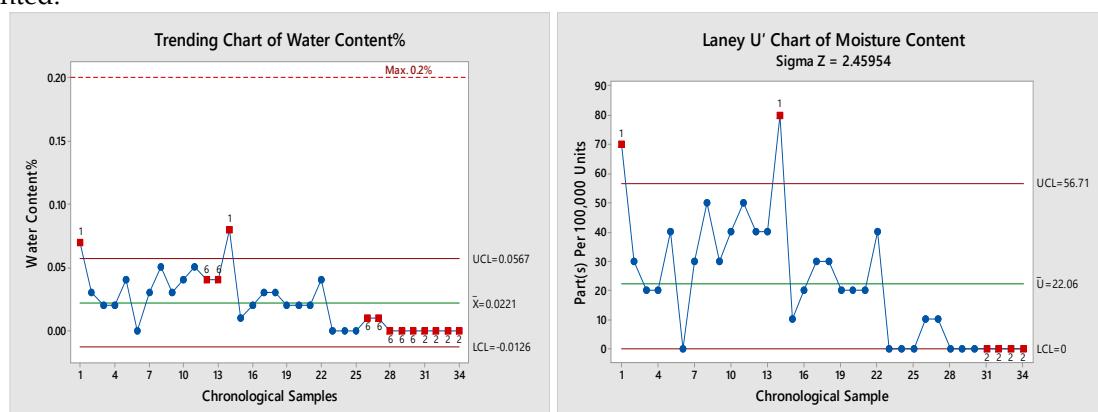 nted.
Trending Chart of Water Content%
Max. 0.2%
0.20
0.15
0.10
0.05
0.00
Water Content%
1
1
6 6
6 6
6 6 6 2 2 2 2
UCL=0.0567
X̅=0.0221
LCL=-0.0126
1 4 7 10 13 16 19 22 25 28 31 34
Chronological Samples
Laney U' Chart of Moisture Content
Sigma Z = 2.45954
90
80
70
60
50
40
30
20
10
0
Part(s) Per 100,000 Units
1
1
2 2 2 2
UCL=56.71
U̅=22.06
LCL=0
1 4 7 10 13 16 19 22 25 28 31 34
Chronological Sample